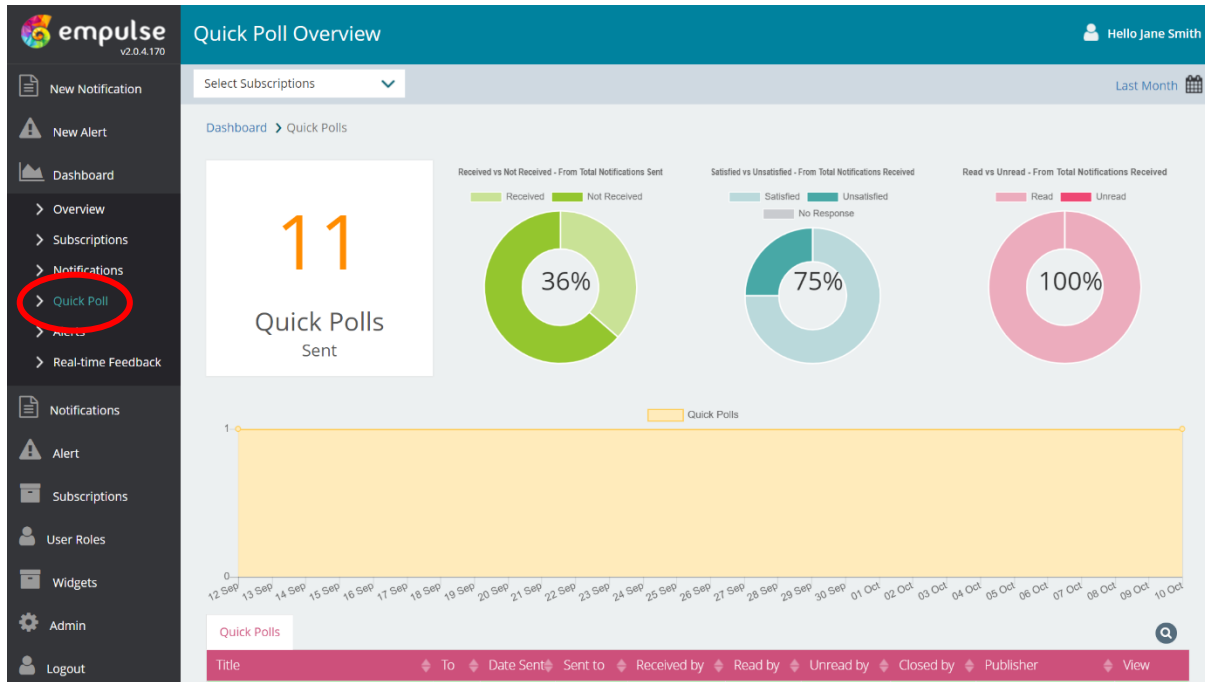 empulse
v2.0.4.170
Quick Poll Overview
Hello Jane Smith
New Notification
New Alert
Dashboard
Overview
Subscriptions
Notifications
Quick Poll
Alerts
Real-time Feedback
Notifications
Alert
Subscriptions
User Roles
Widgets
Admin
Logout
Select Subscriptions
Last Month
Dashboard > Quick Polls
11
Quick Polls
Sent
Received vs Not Received - From Total Notifications Sent
Received Not Received
36%
Satisfied vs Unsatisfied - From Total Notifications Received
Satisfied Unsatisfied
No Response
75%
Read vs Unread - From Total Notifications Received
Read Unread
100%
Quick Polls
1
0
12 Sep 13 Sep 14 Sep 15 Sep 16 Sep 17 Sep 18 Sep 19 Sep 20 Sep 21 Sep 22 Sep 23 Sep 24 Sep 25 Sep 26 Sep 27 Sep 28 Sep 29 Sep 30 Sep 01 Oct 02 Oct 03 Oct 04 Oct 05 Oct 06 Oct 07 Oct 08 Oct 09 Oct 10 Oct
Quick Polls
Title To Date Sent Sent to Received by Read by Unread by Closed by Publisher View